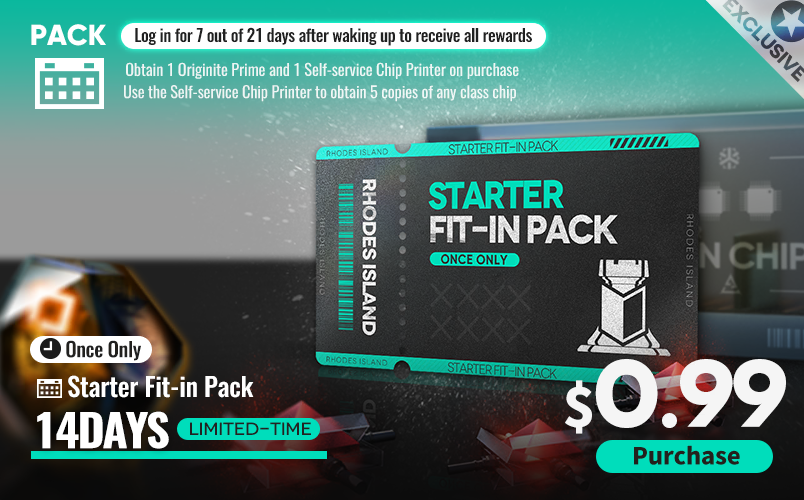 PACK
Log in for 7 out of 21 days after waking up to receive all rewards
EXCLUSIVE
Obtain 1 Originite Prime and 1 Self-service Chip Printer on purchase
Use the Self-service Chip Printer to obtain 5 copies of any class chip
RHODES ISLAND
STARTER FIT-IN PACK
RHODES ISLAND
RHODES ISLAND
STARTER
FIT-IN PACK
ONCE ONLY
RHODES ISLAND
N CHIP
RHODES ISLAND
STARTER FIT-IN PACK
Once Only
Starter Fit-in Pack
14DAYS
LIMITED-TIME
$0.99
Purchase